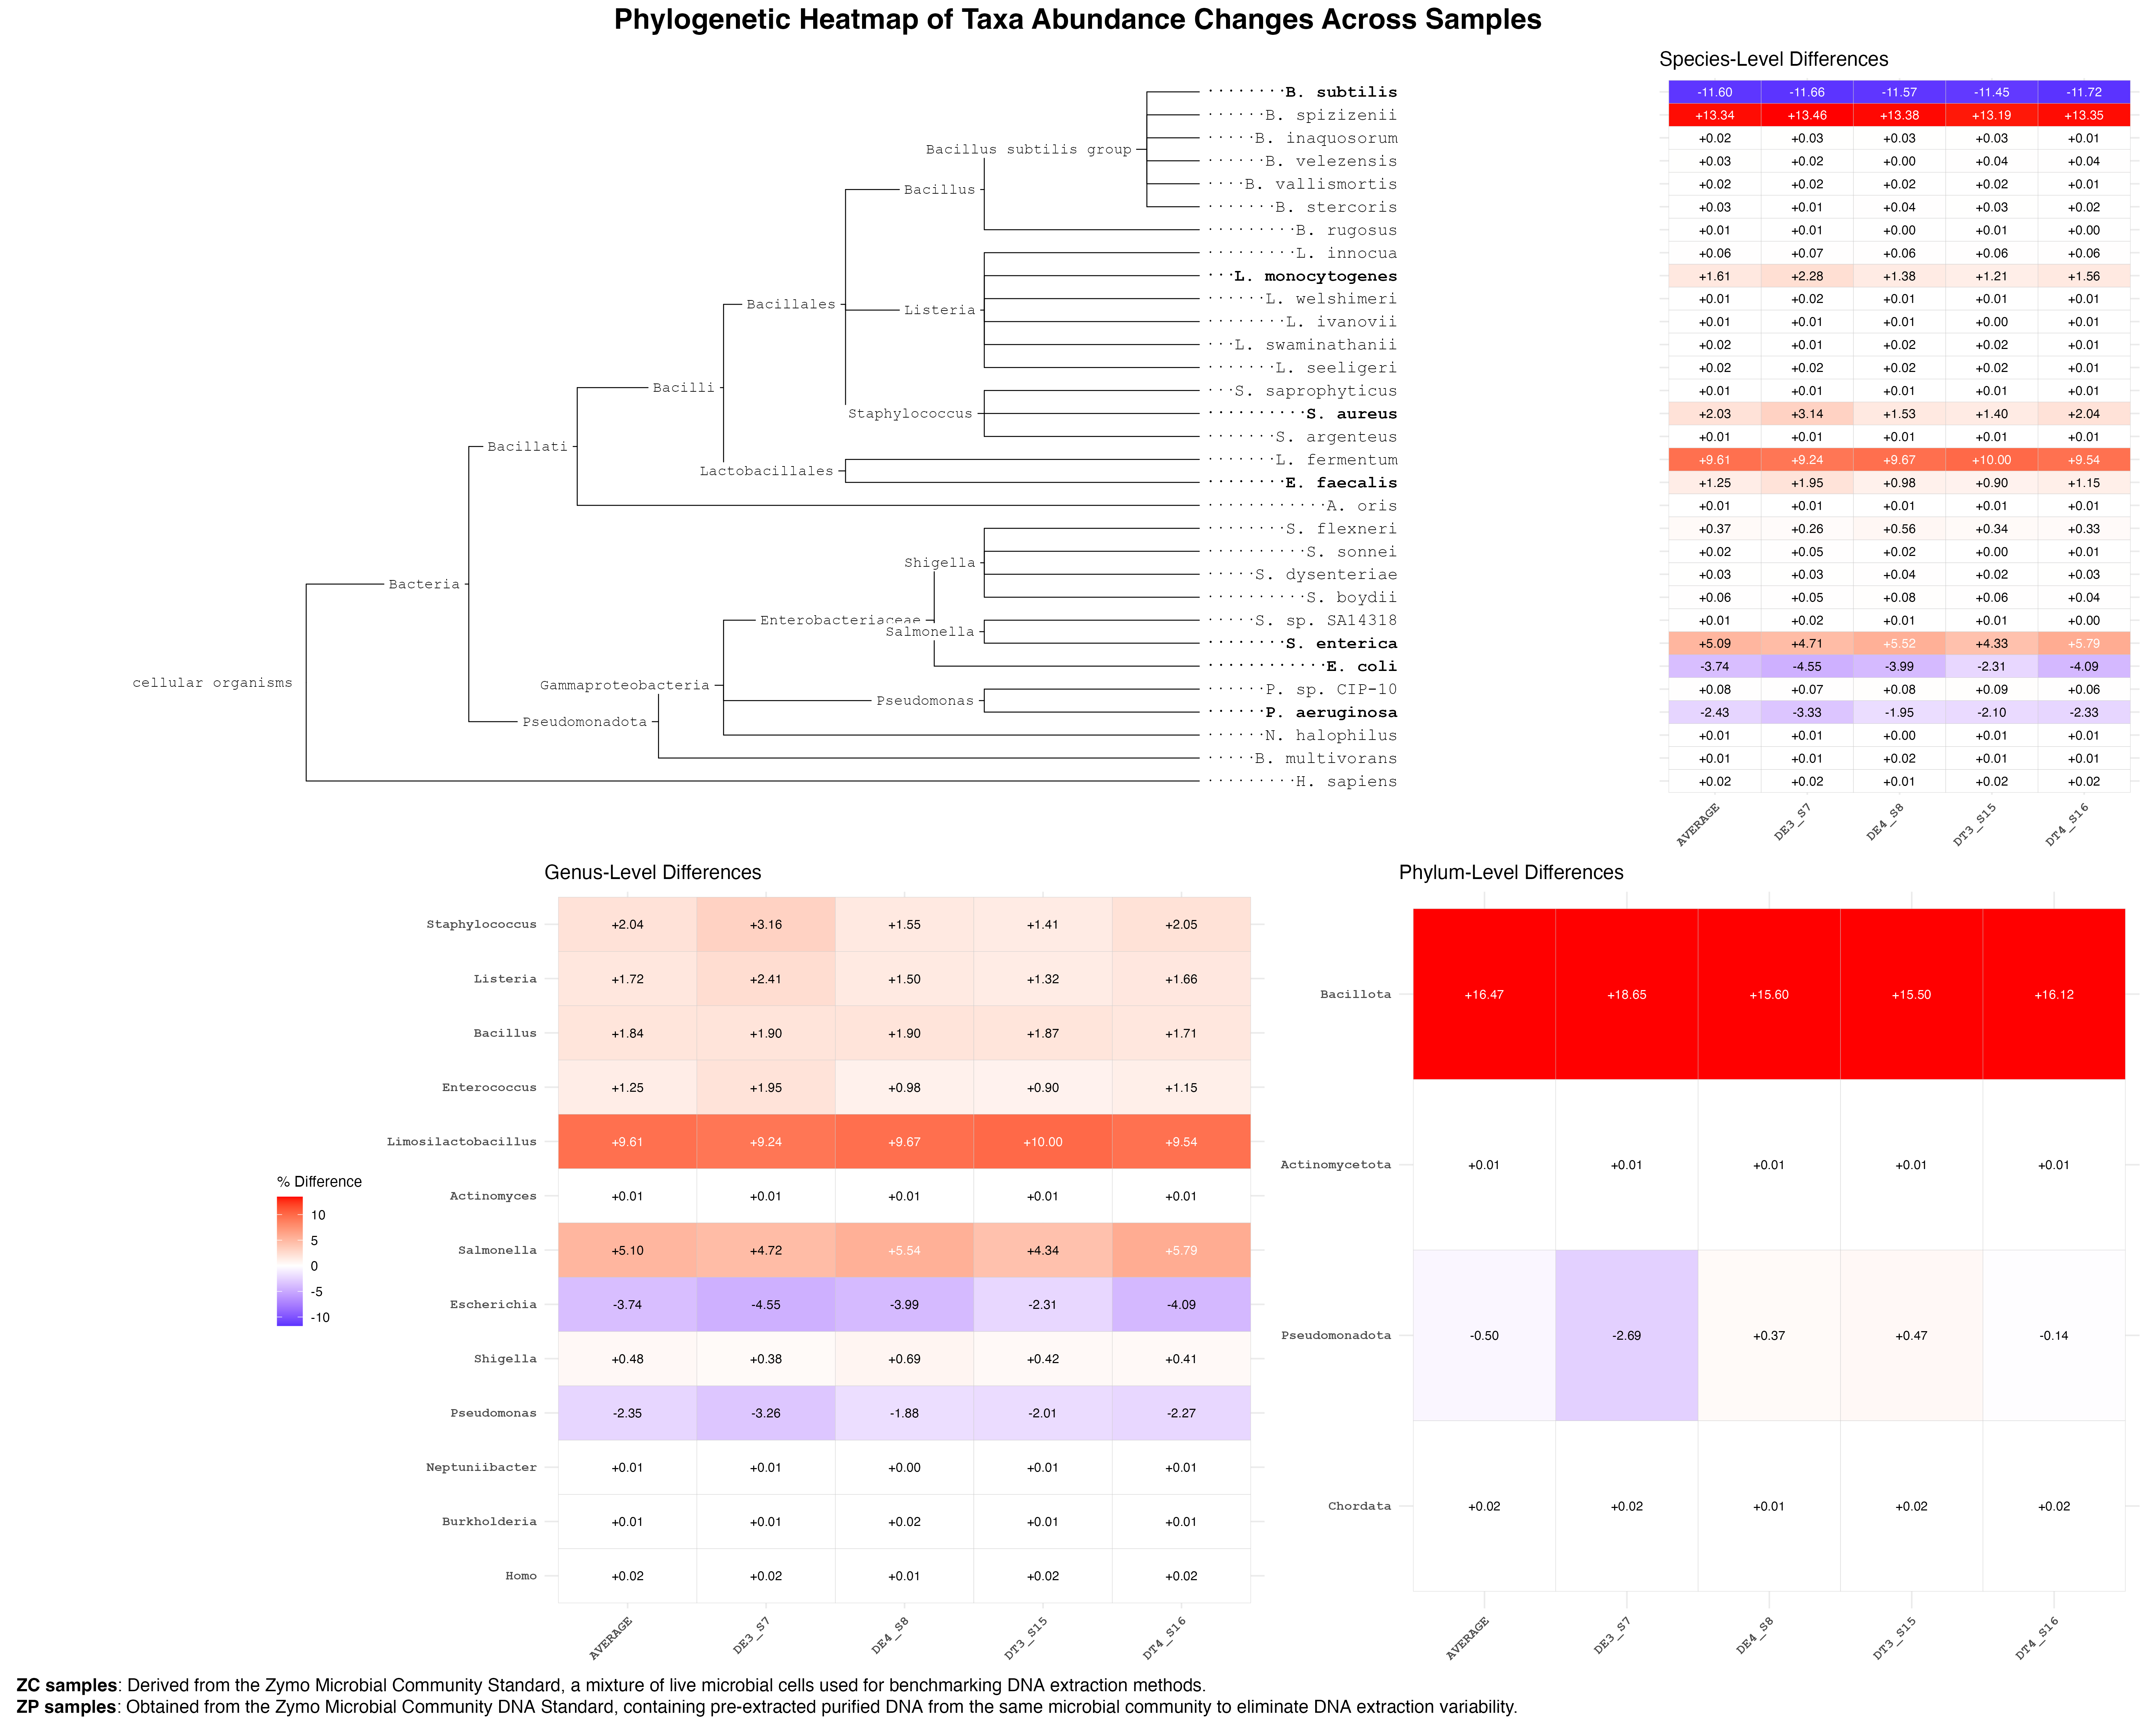 Phylogenetic Heatmap of Taxa Abundance Changes Across Samples
Species-Level Differences
B. subtilis -11.60 -11.66 -11.57 -11.45 -11.72
B. spizizenii +13.34 +13.46 +13.38 +13.19 +13.35
B. inaquosorum +0.02 +0.03 +0.03 +0.03 +0.01
Bacillus subtilis group
B. velezensis +0.03 +0.02 +0.00 +0.04 +0.04
B. vallismortis +0.02 +0.02 +0.02 +0.02 +0.01
Bacillus
B. stercoris +0.03 +0.01 +0.04 +0.03 +0.02
B. rugosus +0.01 +0.01 +0.00 +0.01 +0.00
L. innocua +0.06 +0.07 +0.06 +0.06 +0.06
L. monocytogenes +1.61 +2.28 +1.38 +1.21 +1.56
L. welshimeri +0.01 +0.02 +0.01 +0.01 +0.01
Bacillales
Listeria
L. ivanovii +0.01 +0.01 +0.01 +0.00 +0.01
L. swaminathanii +0.02 +0.01 +0.02 +0.02 +0.01
L. seeligeri +0.02 +0.02 +0.02 +0.02 +0.01
Bacilli
S. saprophyticus +0.01 +0.01 +0.01 +0.01 +0.01
Staphylococcus
S. aureus +2.03 +3.14 +1.53 +1.40 +2.04
S. argenteus +0.01 +0.01 +0.01 +0.01 +0.01
Bacillati
L. fermentum +9.61 +9.24 +9.67 +10.00 +9.54
Lactobacillales
E. faecalis +1.25 +1.95 +0.98 +0.90 +1.15
A. oris +0.01 +0.01 +0.01 +0.01 +0.01
S. flexneri +0.37 +0.26 +0.56 +0.34 +0.33
S. sonnei +0.02 +0.05 +0.02 +0.00 +0.01
Shigella
S. dysenteriae +0.03 +0.03 +0.04 +0.02 +0.03
Bacteria
S. boydii +0.06 +0.05 +0.08 +0.06 +0.04
Enterobacteriaceae
S. sp. SA14318 +0.01 +0.02 +0.01 +0.01 +0.00
Salmonella
S. enterica +5.09 +4.71 +5.52 +4.33 +5.79
E. coli -3.74 -4.55 -3.99 -2.31 -4.09
cellular organisms
Gammaproteobacteria
P. sp. CIP-10 +0.08 +0.07 +0.08 +0.09 +0.06
Pseudomonas
P. aeruginosa -2.43 -3.33 -1.95 -2.10 -2.33
Pseudomonadota
N. halophilus +0.01 +0.01 +0.00 +0.01 +0.01
B. multivorans +0.01 +0.01 +0.02 +0.01 +0.01
H. sapiens +0.02 +0.02 +0.01 +0.02 +0.02
AVERAGE DE3_S7 DE4_S8 DT3_S15 DT4_S16
Genus-Level Differences
Staphylococcus +2.04 +3.16 +1.55 +1.41 +2.05
Listeria +1.72 +2.41 +1.50 +1.32 +1.66
Bacillus +1.84 +1.90 +1.90 +1.87 +1.71
Enterococcus +1.25 +1.95 +0.98 +0.90 +1.15
Limosilactobacillus +9.61 +9.24 +9.67 +10.00 +9.54
Actinomyces +0.01 +0.01 +0.01 +0.01 +0.01
Salmonella +5.10 +4.72 +5.54 +4.34 +5.79
Escherichia -3.74 -4.55 -3.99 -2.31 -4.09
Shigella +0.48 +0.38 +0.69 +0.42 +0.41
Pseudomonas -2.35 -3.26 -1.88 -2.01 -2.27
Neptuniibacter +0.01 +0.01 +0.00 +0.01 +0.01
Burkholderia +0.01 +0.01 +0.02 +0.01 +0.01
Homo +0.02 +0.02 +0.01 +0.02 +0.02
AVERAGE DE3_S7 DE4_S8 DT3_S15 DT4_S16
% Difference
10
5
0
-5
-10
Phylum-Level Differences
Bacillota +16.47 +18.65 +15.60 +15.50 +16.12
Actinomycetota +0.01 +0.01 +0.01 +0.01 +0.01
Pseudomonadota -0.50 -2.69 +0.37 +0.47 -0.14
Chordata +0.02 +0.02 +0.01 +0.02 +0.02
AVERAGE DE3_S7 DE4_S8 DT3_S15 DT4_S16
ZC samples: Derived from the Zymo Microbial Community Standard, a mixture of live microbial cells used for benchmarking DNA extraction methods.
ZP samples: Obtained from the Zymo Microbial Community DNA Standard, containing pre-extracted purified DNA from the same microbial community to eliminate DNA extraction variability.